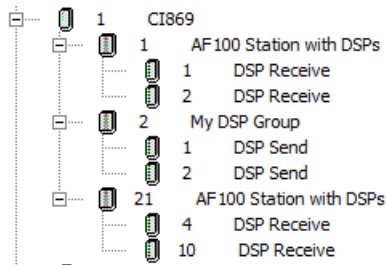 1 CI869
1 AF100 Station with DSPs
1 DSP Receive
2 DSP Receive
2 My DSP Group
1 DSP Send
2 DSP Send
21 AF100 Station with DSPs
4 DSP Receive
10 DSP Receive